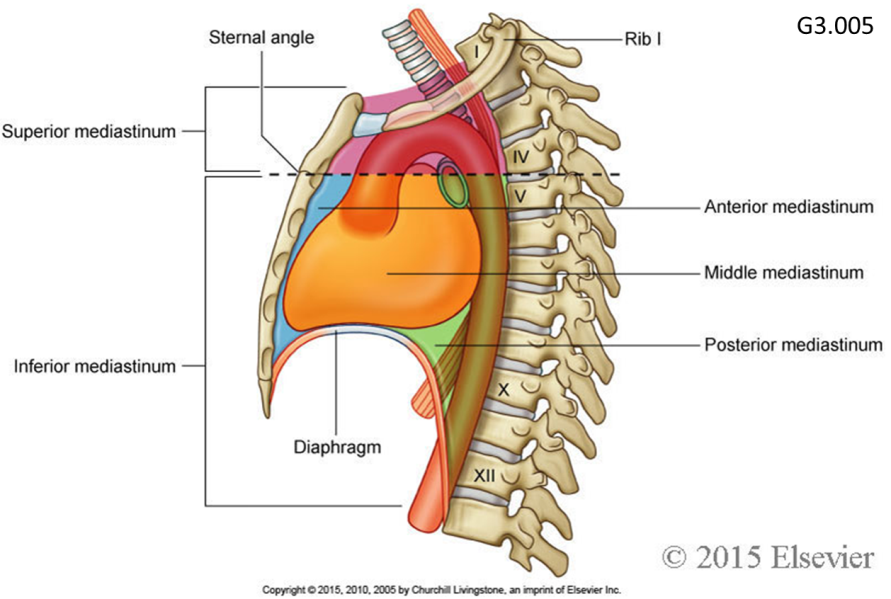 G3.005
Sternal angle
Rib I
I
Superior mediastinum
IV
V
Anterior mediastinum
Middle mediastinum
Posterior mediastinum
Inferior mediastinum
X
Diaphragm
XII
© 2015 Elsevier
Copyright © 2015, 2010, 2005 by Churchill Livingstone, an imprint of Elsevier Inc.